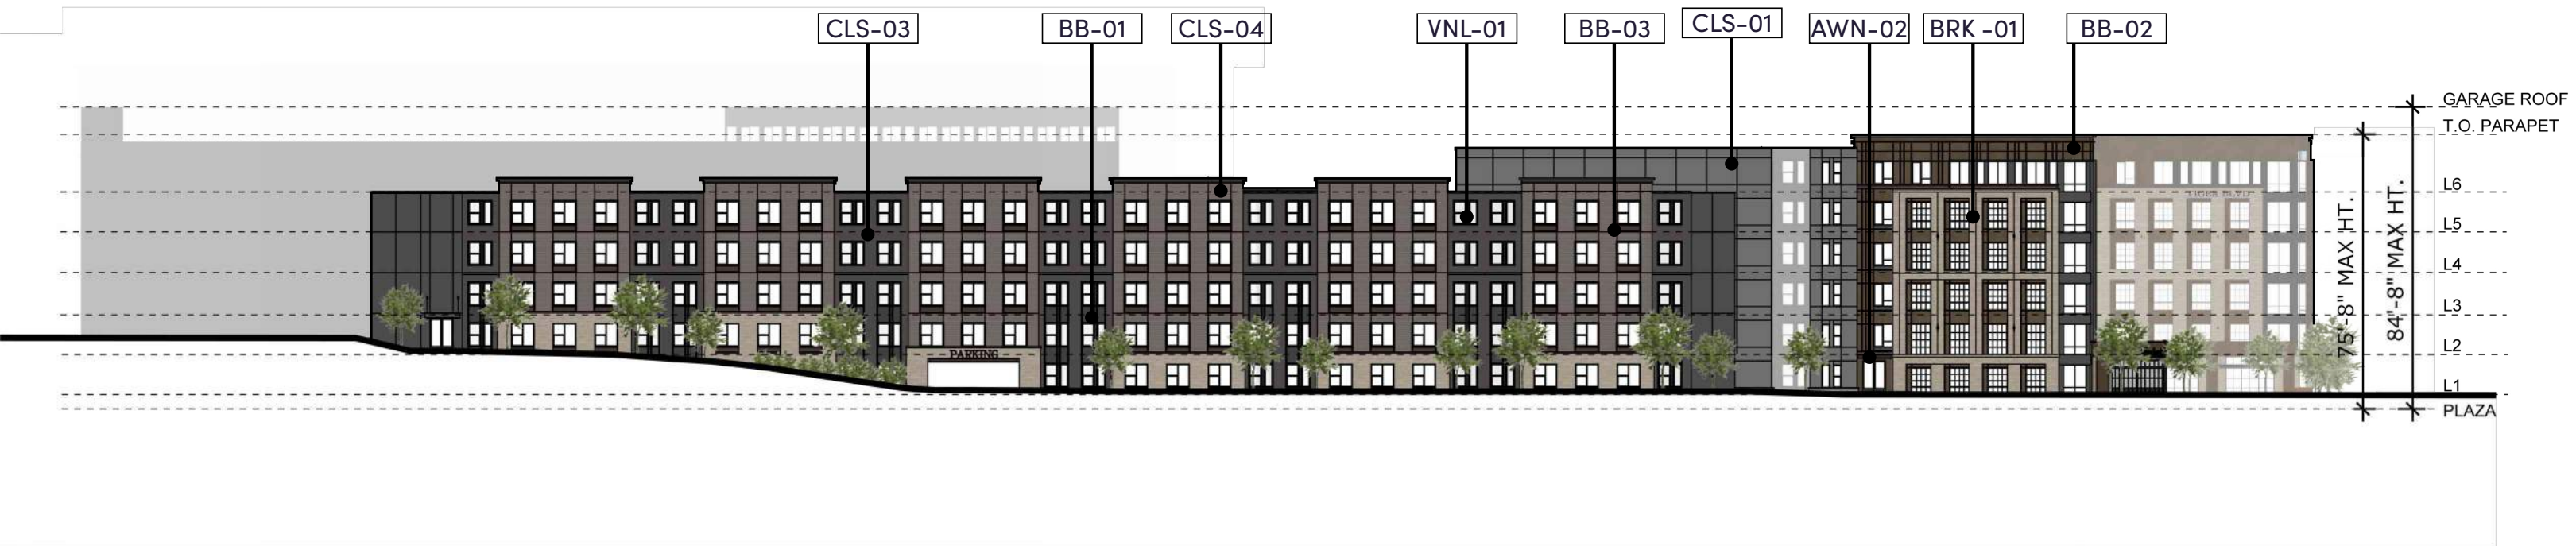 CLS-03
BB-01
CLS-04
VNL-01
BB-03
CLS-01
AWN-02
BRK -01
BB-02
GARAGE ROOF
T.O. PARAPET
L6
L5
L4
L3
L2
L1
PLAZA
75'-8" MAX HT.
84'-8" MAX HT.
PARKING